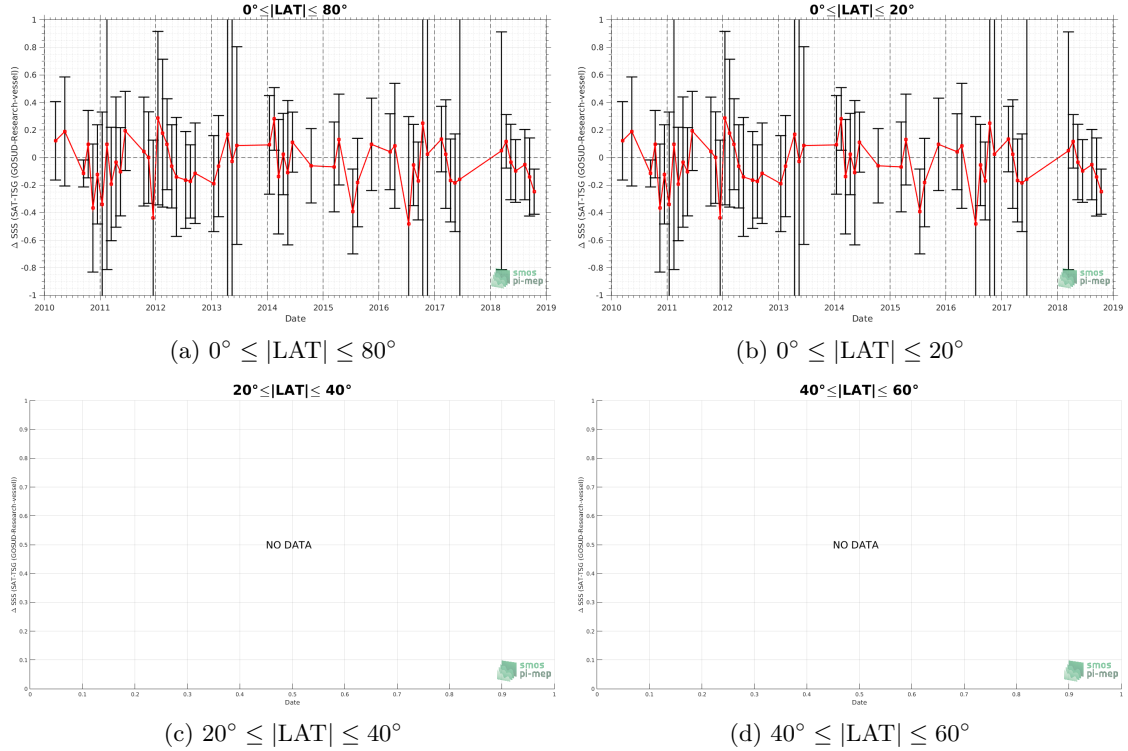 0°≤|LAT|≤ 80°
Δ SSS (SAT-TSG (GOSUD-Research-vessel))
1
0.8
0.6
0.4
0.2
0
-0.2
-0.4
-0.6
-0.8
-1
2010 2011 2012 2013 2014 2015 2016 2017 2018 2019
Date
smos
pi-mep
(a) 0° ≤ |LAT| ≤ 80°
0°≤|LAT|≤ 20°
Δ SSS (SAT-TSG (GOSUD-Research-vessel))
1
0.8
0.6
0.4
0.2
0
-0.2
-0.4
-0.6
-0.8
-1
2010 2011 2012 2013 2014 2015 2016 2017 2018 2019
Date
smos
pi-mep
(b) 0° ≤ |LAT| ≤ 20°
20°≤|LAT|≤ 40°
Δ SSS (SAT-TSG (GOSUD-Research-vessel))
1
0.9
0.8
0.7
0.6
0.5
0.4
0.3
0.2
0.1
0
NO DATA
0 0.1 0.2 0.3 0.4 0.5 0.6 0.7 0.8 0.9 1
Date
smos
pi-mep
(c) 20° ≤ |LAT| ≤ 40°
40°≤|LAT|≤ 60°
Δ SSS (SAT-TSG (GOSUD-Research-vessel))
1
0.9
0.8
0.7
0.6
0.5
0.4
0.3
0.2
0.1
0
NO DATA
0 0.1 0.2 0.3 0.4 0.5 0.6 0.7 0.8 0.9 1
Date
smos
pi-mep
(d) 40° ≤ |LAT| ≤ 60°